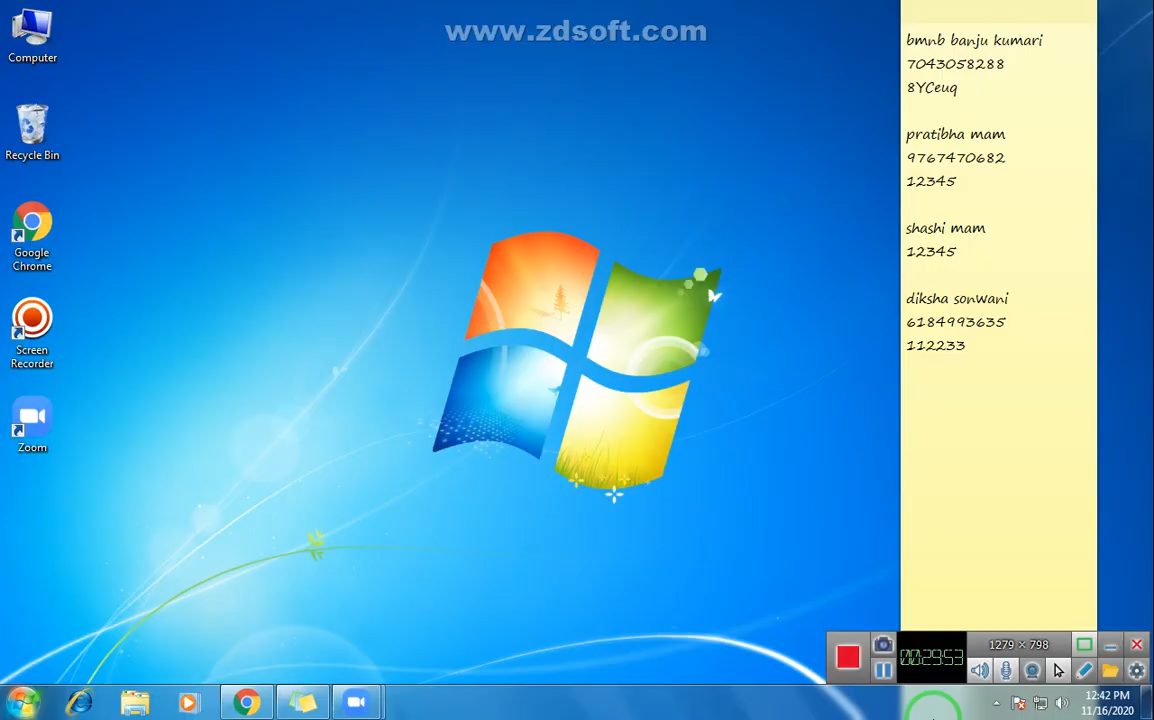 www.zdsoft.com
Computer
Recycle Bin
Google
Chrome
Screen
Recorder
Zoom
bmnb banju kumari
7043058288
8YCeuq
pratibha mam
9767470682
12345
shashi mam
12345
diksha sonwani
6184993635
112233
00:29:53
1279 × 798
12:42 PM
11/16/2020